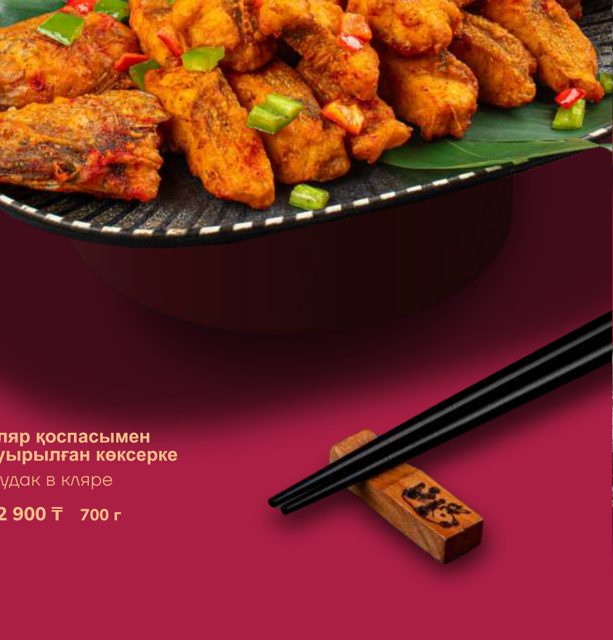 ляр қоспасымен
уырылған көксерке
удак в кляре
2 900 ₸ 700 г